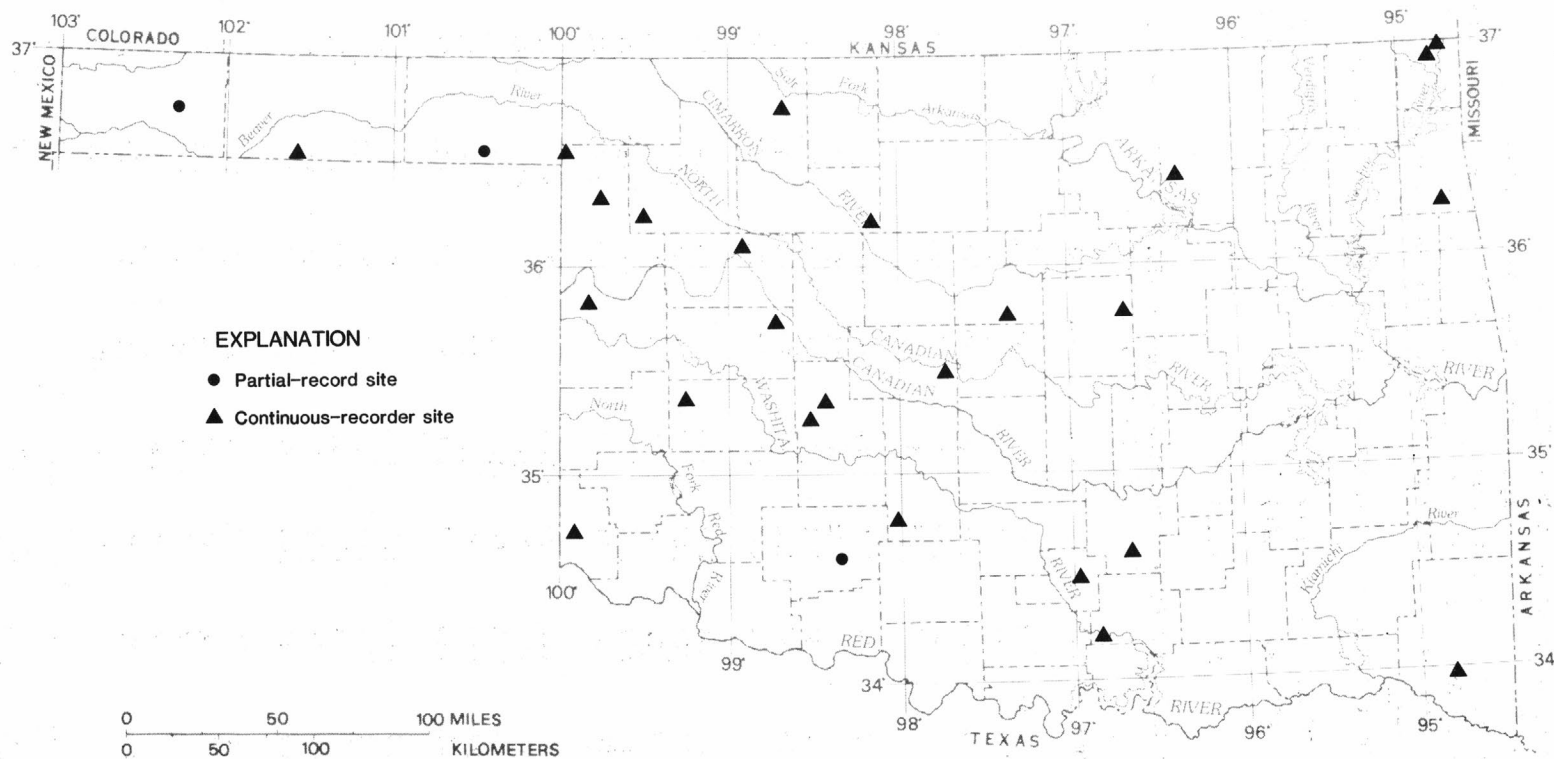 103°
102°
101°
100°
99°
98°
97°
96°
95°
37°
COLORADO
KANSAS
37°
NEW MEXICO
MISSOURI
Beaver
River
CIMARRON
RIVER
Salt
Fork
Arkansas
ARKANSAS
NORTH
36°
36°
EXPLANATION
Partial-record site
Continuous-recorder site
CANADIAN
RIVER
CANADIAN
RIVER
RIVER
WASHITA
RIVER
North
Fork
Red
River
35°
35°
Kiamichi
River
ARKANSAS
100°
99°
34°
98°
97°
96°
95°
34
RED
RIVER
TEXAS
0 50 100 MILES
0 50 100
KILOMETERS